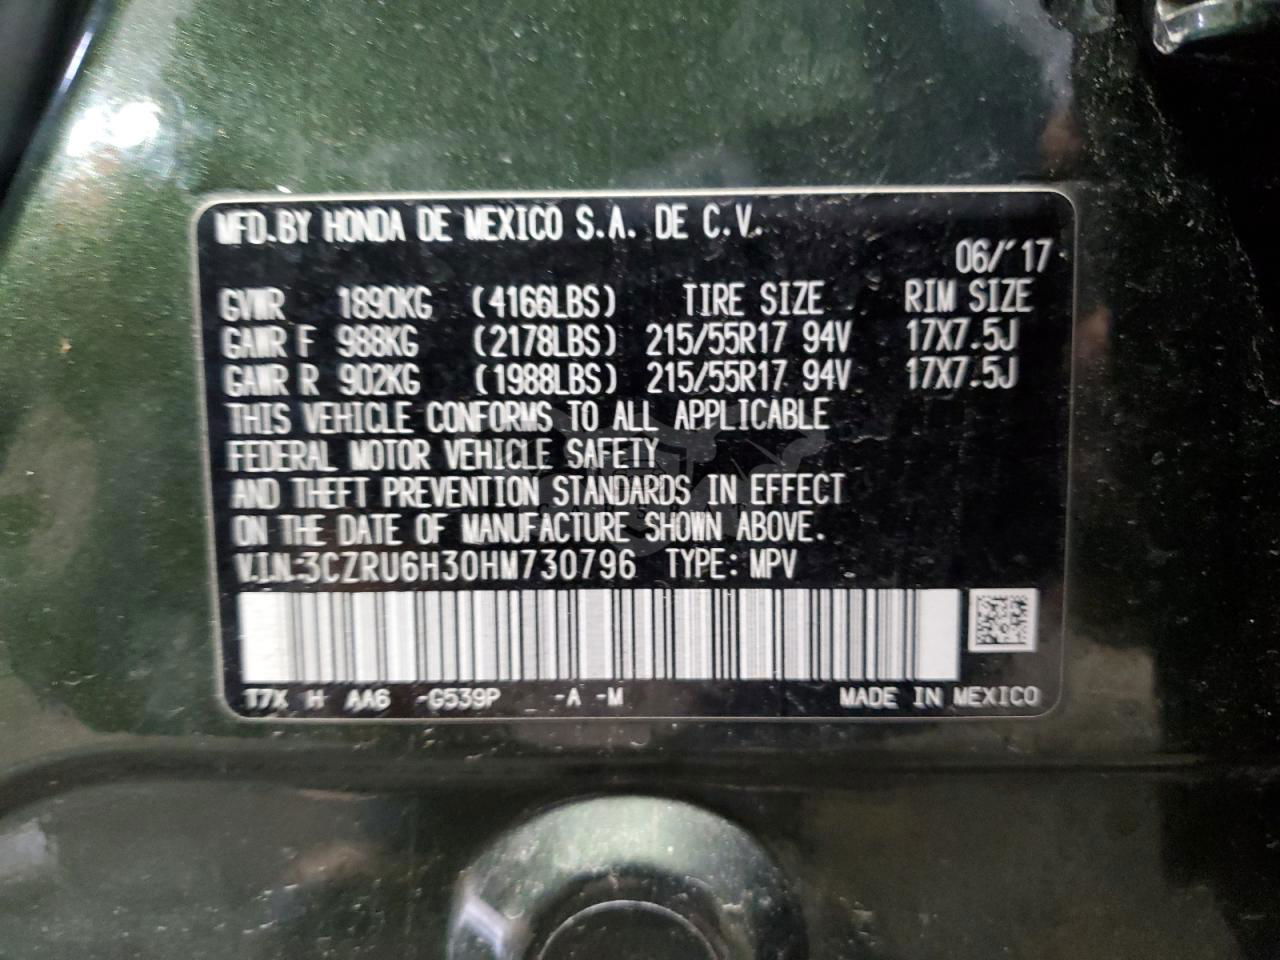 MFD.BY HONDA DE MEXICO S.A. DE C.V.
06/'17
GVWR 1890KG (4166LBS) TIRE SIZE RIM SIZE
GAWR F 988KG (2178LBS) 215/55R17 94V 17X7.5J
GAWR R 902KG (1988LBS) 215/55R17 94V 17X7.5J
THIS VEHICLE CONFORMS TO ALL APPLICABLE
FEDERAL MOTOR VEHICLE SAFETY
AND THEFT PREVENTION STANDARDS IN EFFECT
ON THE DATE OF MANUFACTURE SHOWN ABOVE.
V.I.N.:3CZRU6H30HM730796 TYPE: MPV
T7X H AA6 -G539P -A -M MADE IN MEXICO